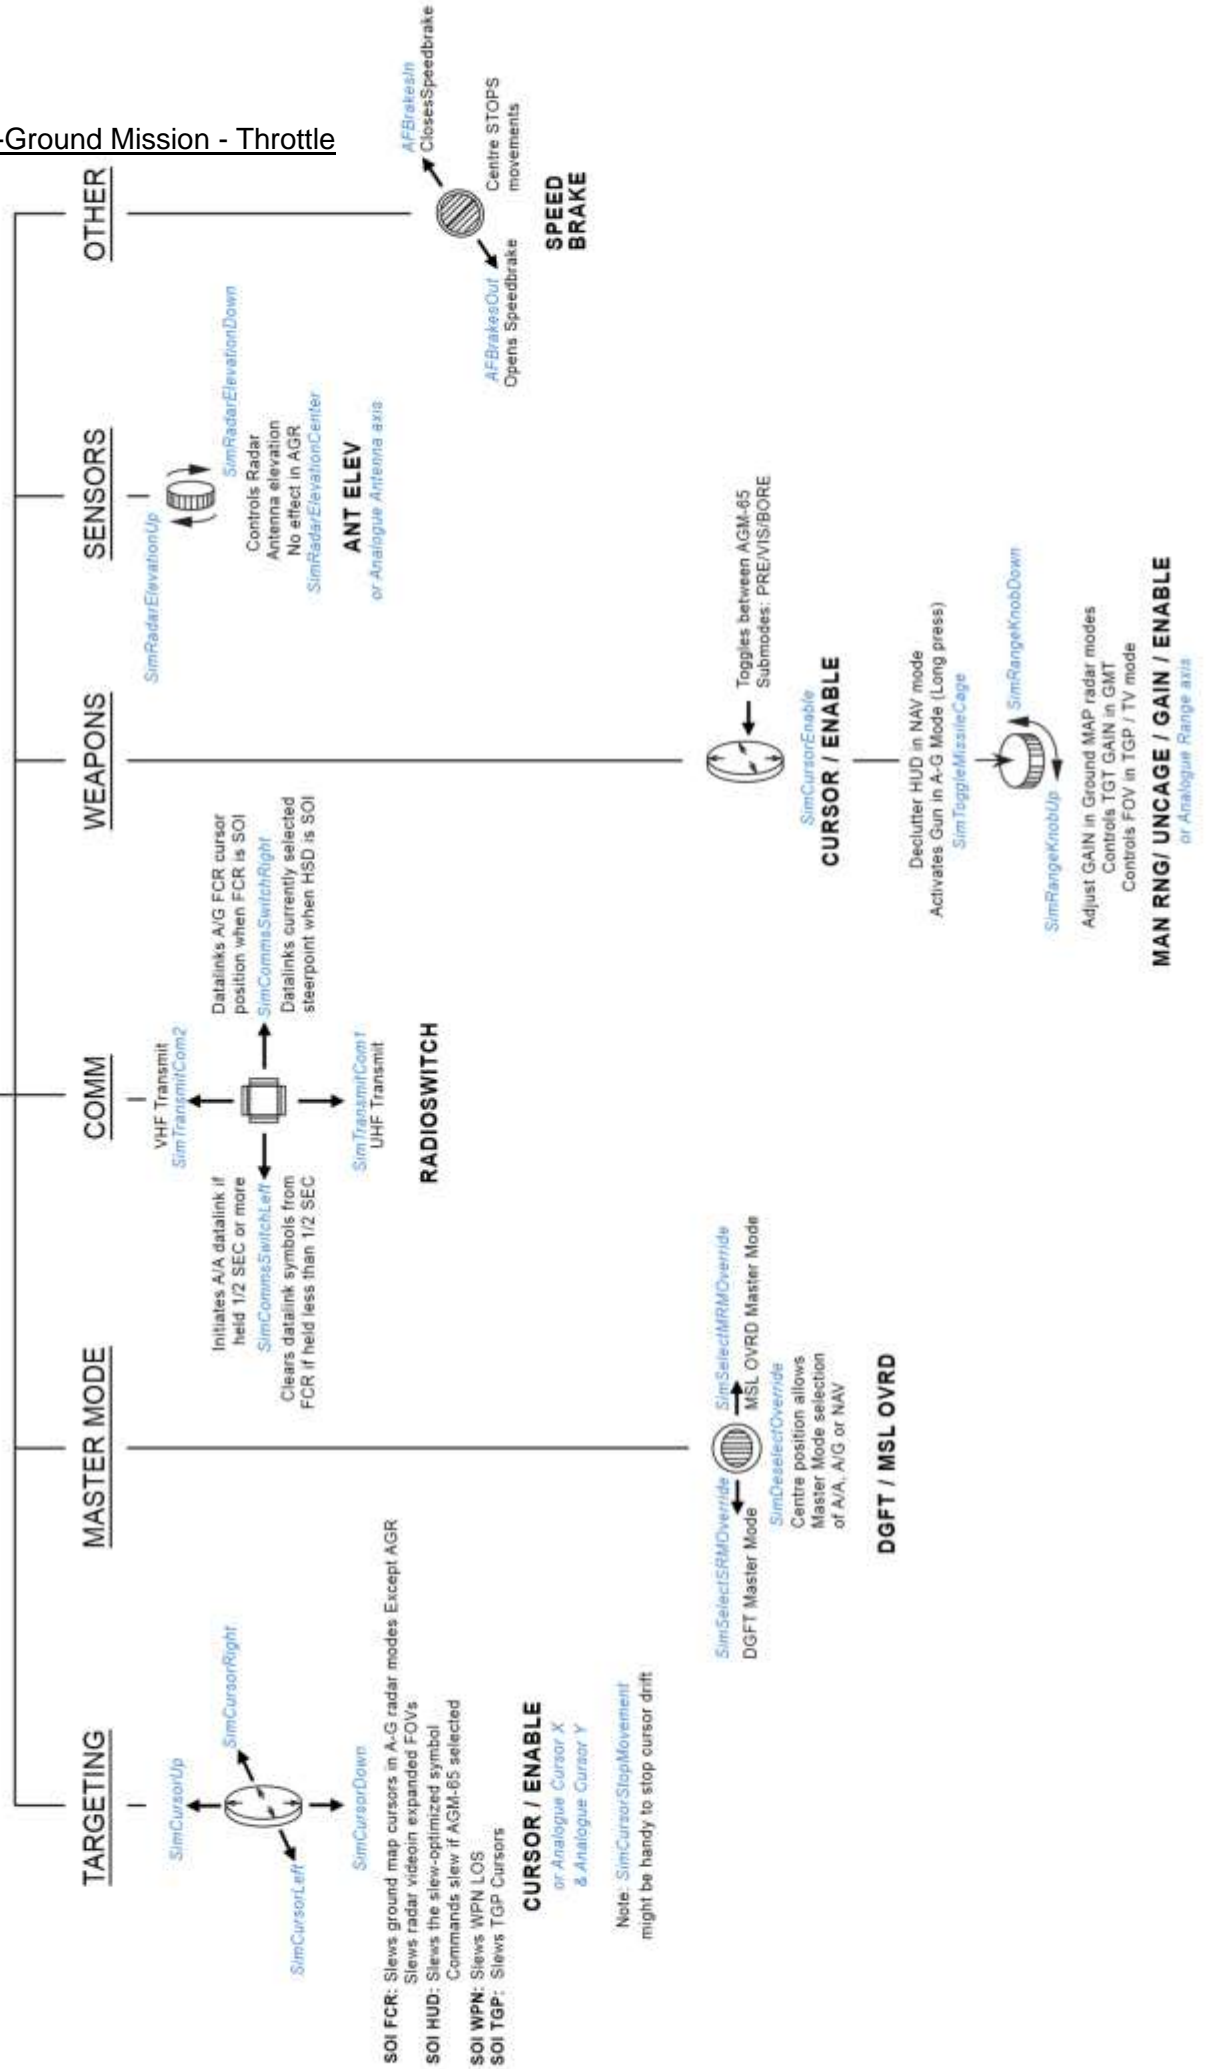 -Ground Mission - Throttle
TARGETING
SimCursorUp
SimCursorRight
SimCursorLeft
SimCursorDown
SOI FCR: Slews ground map cursors in A-G radar modes Except AGR
Slews radar videoin expanded FOVs
SOI HUD: Slews the slew-optimized symbol
Commands slew if AGM-65 selected
SOI WPN: Slews WPN LOS
SOI TGP: Slews TGP Cursors
CURSOR / ENABLE
or Analogue Cursor X
& Analogue Cursor Y
Note: SimCursorStopMovement
might be handy to stop cursor drift
MASTER MODE
SimSelectSRMOverride
DGFT Master Mode
SimSelectMRMOverride
MSL OVRD Master Mode
SimDeselectOverride
Centre position allows
Master Mode selection
of A/A, A/G or NAV
DGFT / MSL OVRD
COMM
VHF Transmit
SimTransmitCom2
Initiates A/A datalink if
held 1/2 SEC or more
SimCommsSwitchLeft
Clears datalink symbols from
FCR if held less than 1/2 SEC
Datalinks A/G FCR cursor
position when FCR is SOI
SimCommsSwitchRight
Datalinks currently selected
steerpoint when HSD is SOI
SimTransmitCom1
UHF Transmit
RADIOSWITCH
WEAPONS
Toggles between AGM-65
Submodes: PRE/VIS/BORE
SimCursorEnable
CURSOR / ENABLE
Declutter HUD in NAV mode
Activates Gun in A-G Mode (Long press)
SimToggleMissileCage
SimRangeKnobUp
SimRangeKnobDown
Adjust GAIN in Ground MAP radar modes
Controls TGT GAIN in GMT
Controls FOV in TGP / TV mode
MAN RNG/ UNCAGE / GAIN / ENABLE
or Analogue Range axis
SENSORS
SimRadarElevationUp
SimRadarElevationDown
Controls Radar
Antenna elevation
No effect in AGR
SimRadarElevationCenter
ANT ELEV
or Analogue Antenna axis
OTHER
AFBrakesIn
ClosesSpeedbrake
AFBrakesOut
Opens Speedbrake
Centre STOPS
movements
SPEED
BRAKE